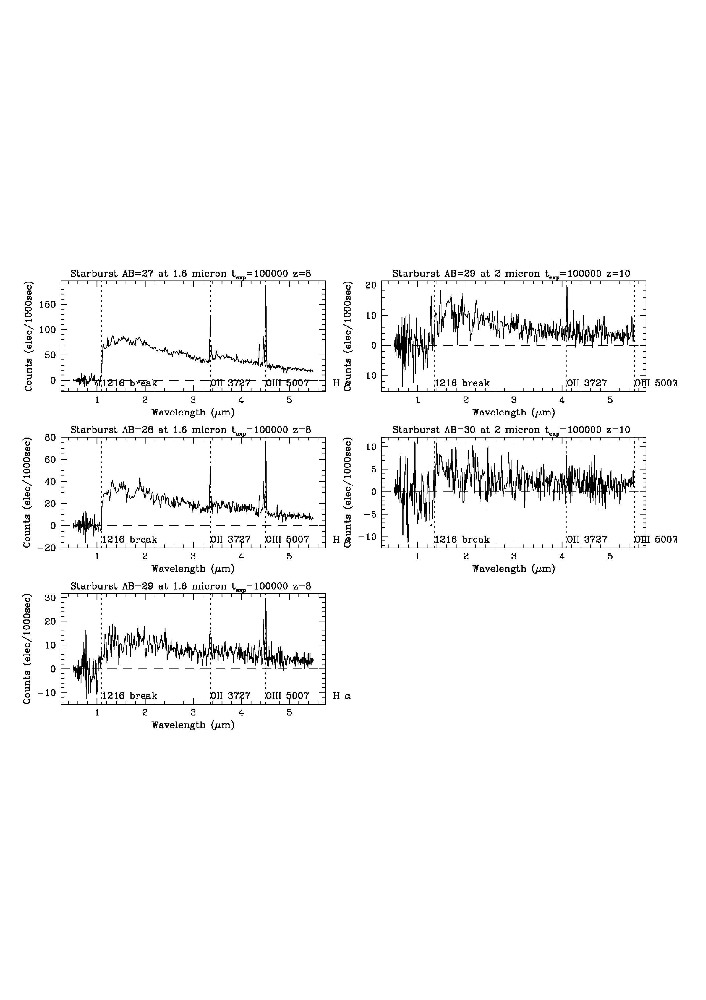 Starburst AB=27 at 1.6 micron t_exp=100000 z=8
Counts (elec/1000sec)
150
100
50
0
1216 break
OII 3727
OIII 5007
H α
1 2 3 4 5
Wavelength (μm)
Starburst AB=29 at 2 micron t_exp=100000 z=10
Counts (elec/1000sec)
20
10
0
−10
1216 break
OII 3727
OIII 5007
1 2 3 4 5
Wavelength (μm)
Starburst AB=28 at 1.6 micron t_exp=100000 z=8
Counts (elec/1000sec)
80
60
40
20
0
−20
1216 break
OII 3727
OIII 5007
H α
1 2 3 4 5
Wavelength (μm)
Starburst AB=30 at 2 micron t_exp=100000 z=10
Counts (elec/1000sec)
10
5
0
−5
−10
1216 break
OII 3727
OIII 5007
1 2 3 4 5
Wavelength (μm)
Starburst AB=29 at 1.6 micron t_exp=100000 z=8
Counts (elec/1000sec)
30
20
10
0
−10
1216 break
OII 3727
OIII 5007
H α
1 2 3 4 5
Wavelength (μm)